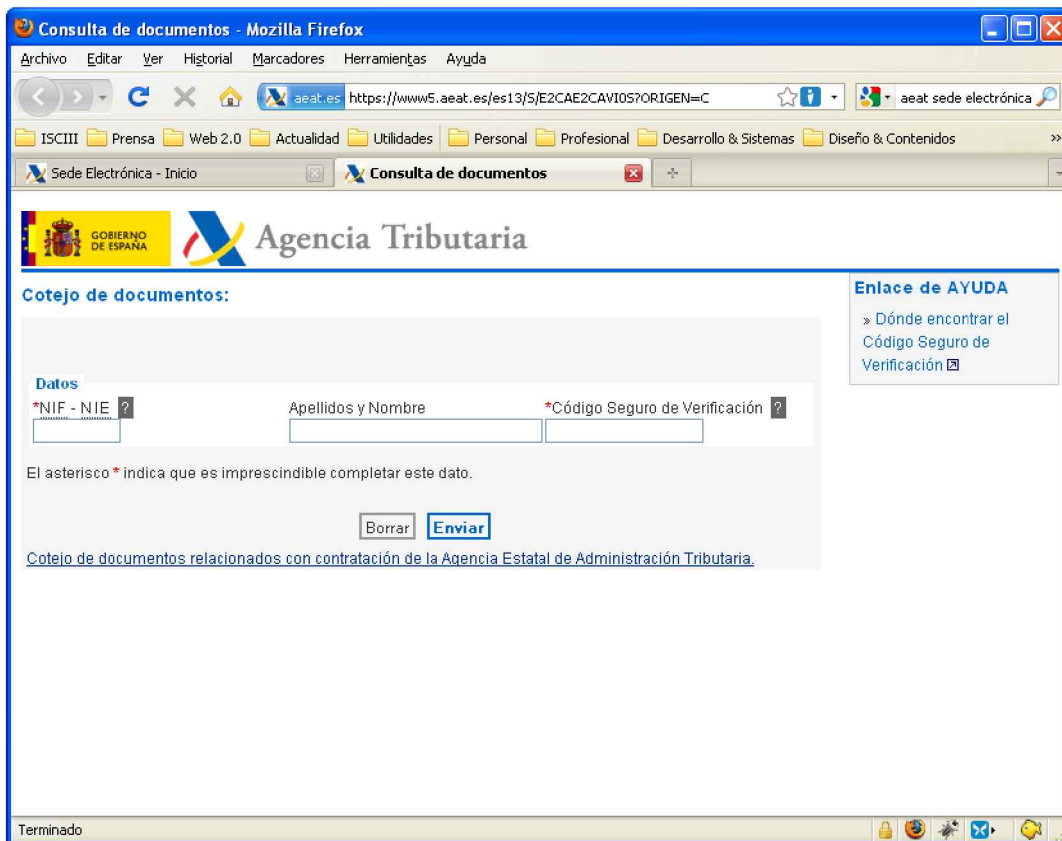 Consulta de documentos - Mozilla Firefox
Archivo Editar Ver Historial Marcadores Herramientas Ayuda
aeat.es https://www5.aeat.es/es13/S/E2CAE2CAVI0S?ORIGEN=C aeat sede electrónica
ISCIII Prensa Web 2.0 Actualidad Utilidades Personal Profesional Desarrollo & Sistemas Diseño & Contenidos »
Sede Electrónica - Inicio Consulta de documentos
GOBIERNO
DE ESPAÑA
Agencia Tributaria
Cotejo de documentos:
Enlace de AYUDA
» Dónde encontrar el
Código Seguro de
Verificación
Datos
*NIF - NIE ? Apellidos y Nombre *Código Seguro de Verificación ?
El asterisco * indica que es imprescindible completar este dato.
Borrar Enviar
Cotejo de documentos relacionados con contratación de la Agencia Estatal de Administración Tributaria.
Terminado